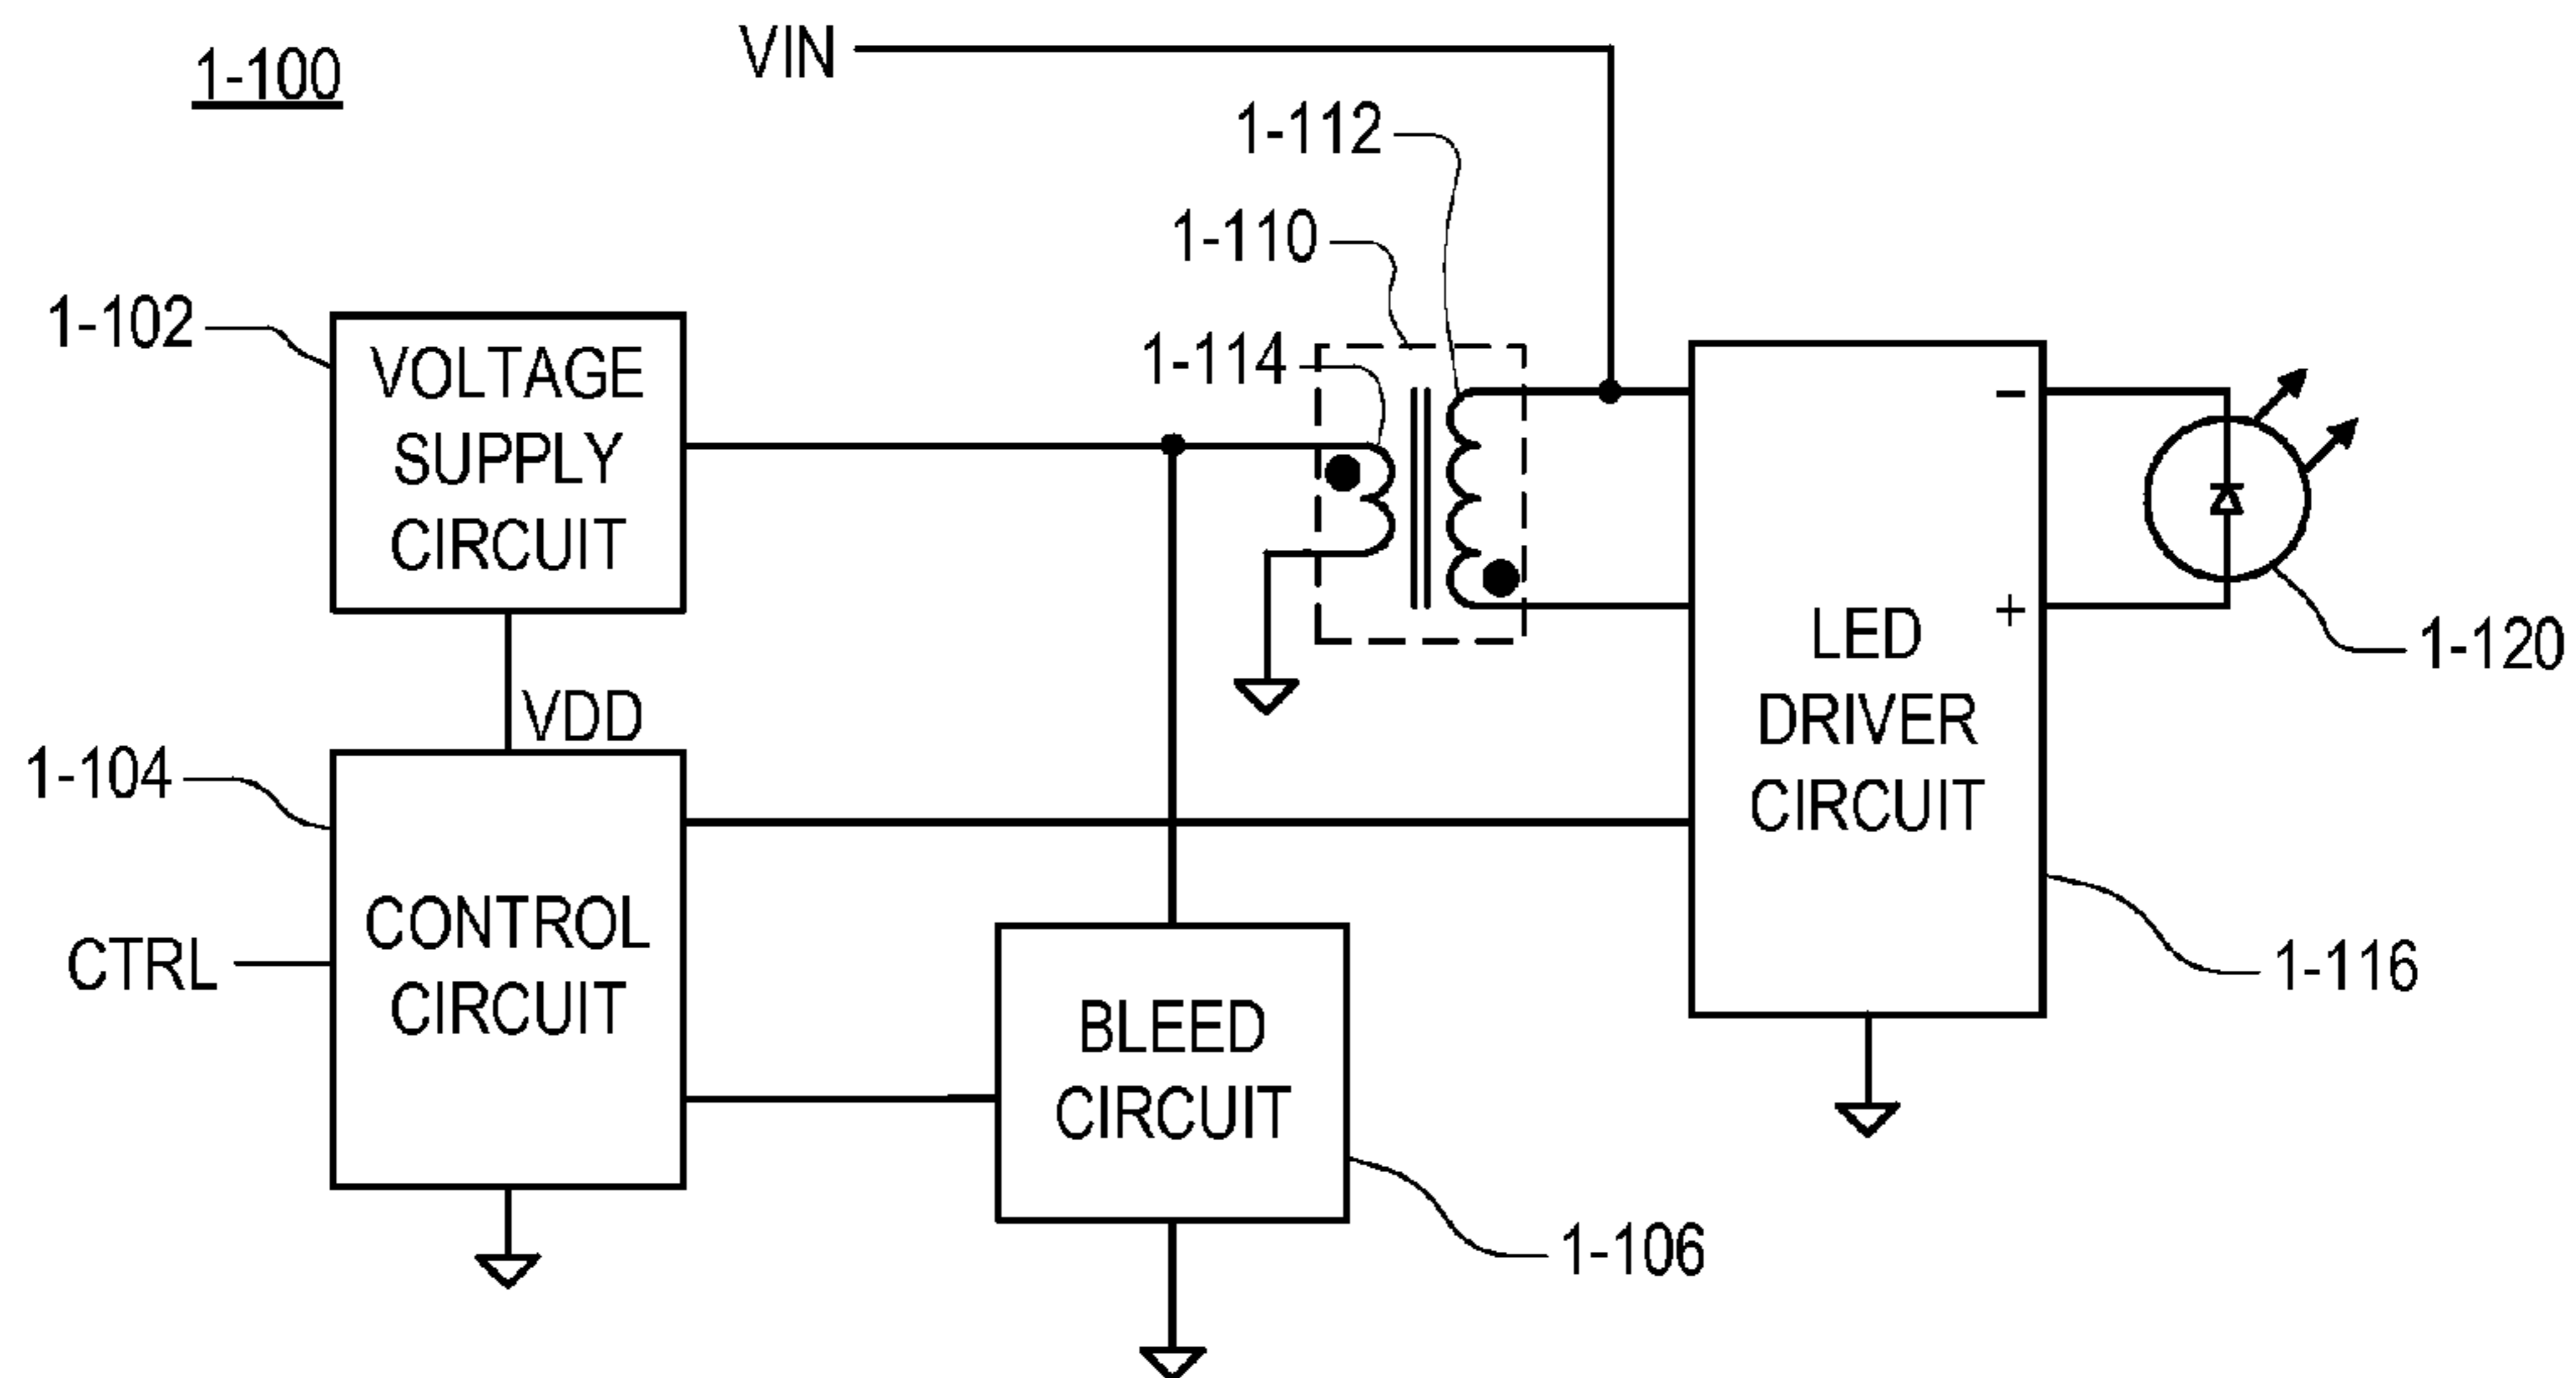 1-100
VIN
1-112
1-110
1-102
1-114
VOLTAGE
SUPPLY
CIRCUIT
−
+
LED
DRIVER
CIRCUIT
1-120
VDD
1-104
CONTROL
CIRCUIT
CTRL
1-116
BLEED
CIRCUIT
1-106